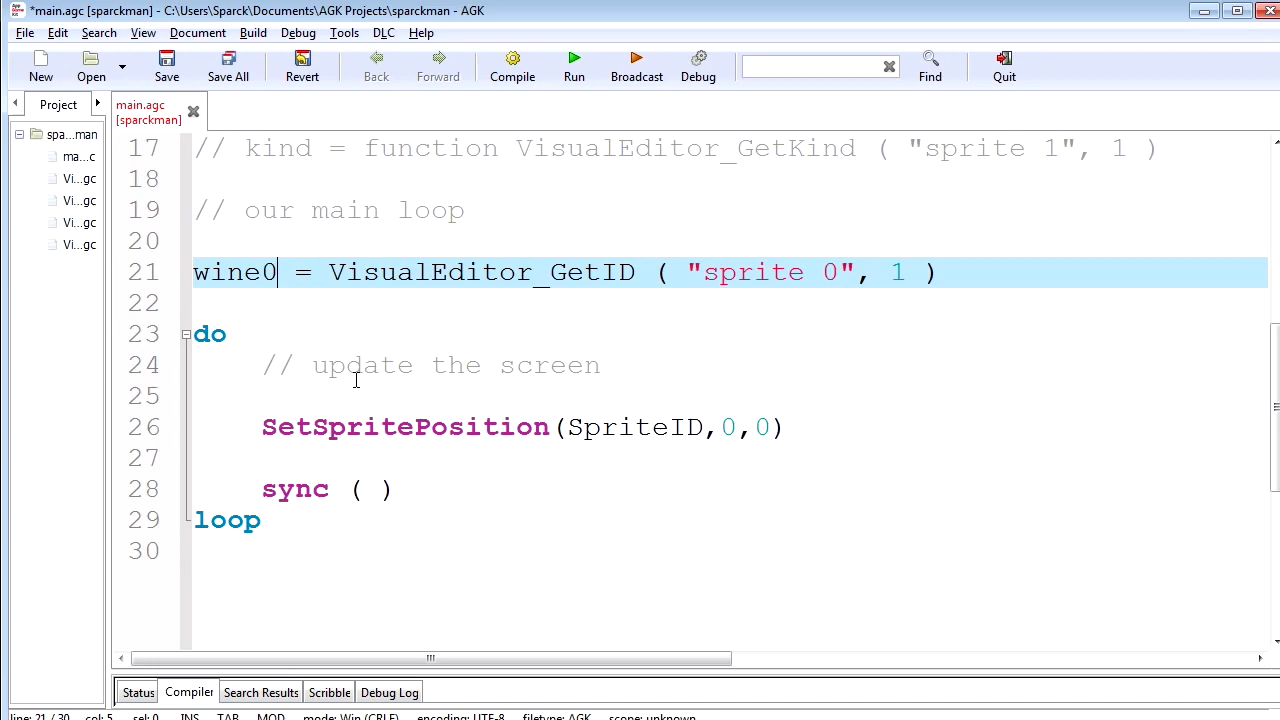 *main.agc [sparckman] - C:\Users\Sparck\Documents\AGK Projects\sparckman - AGK
File Edit Search View Document Build Debug Tools DLC Help
New Open Save Save All Revert Back Forward Compile Run Broadcast Debug Find Quit
Project
main.agc
[sparckman]
spa...man
ma...c
Vi...gc
Vi...gc
Vi...gc
Vi...gc
17 // kind = function VisualEditor_GetKind ( "sprite 1", 1 )
18
19 // our main loop
20
21 wine0 = VisualEditor_GetID ( "sprite 0", 1 )
22
23 do
24 // update the screen
25
26 SetSpritePosition(SpriteID,0,0)
27
28 sync ( )
29 loop
30
Status Compiler Search Results Scribble Debug Log
line: 21 / 30 col: 5 sel: 0 INS TAB MOD mode: Win (CRLF) encoding: UTF-8 filetype: AGK scope: unknown